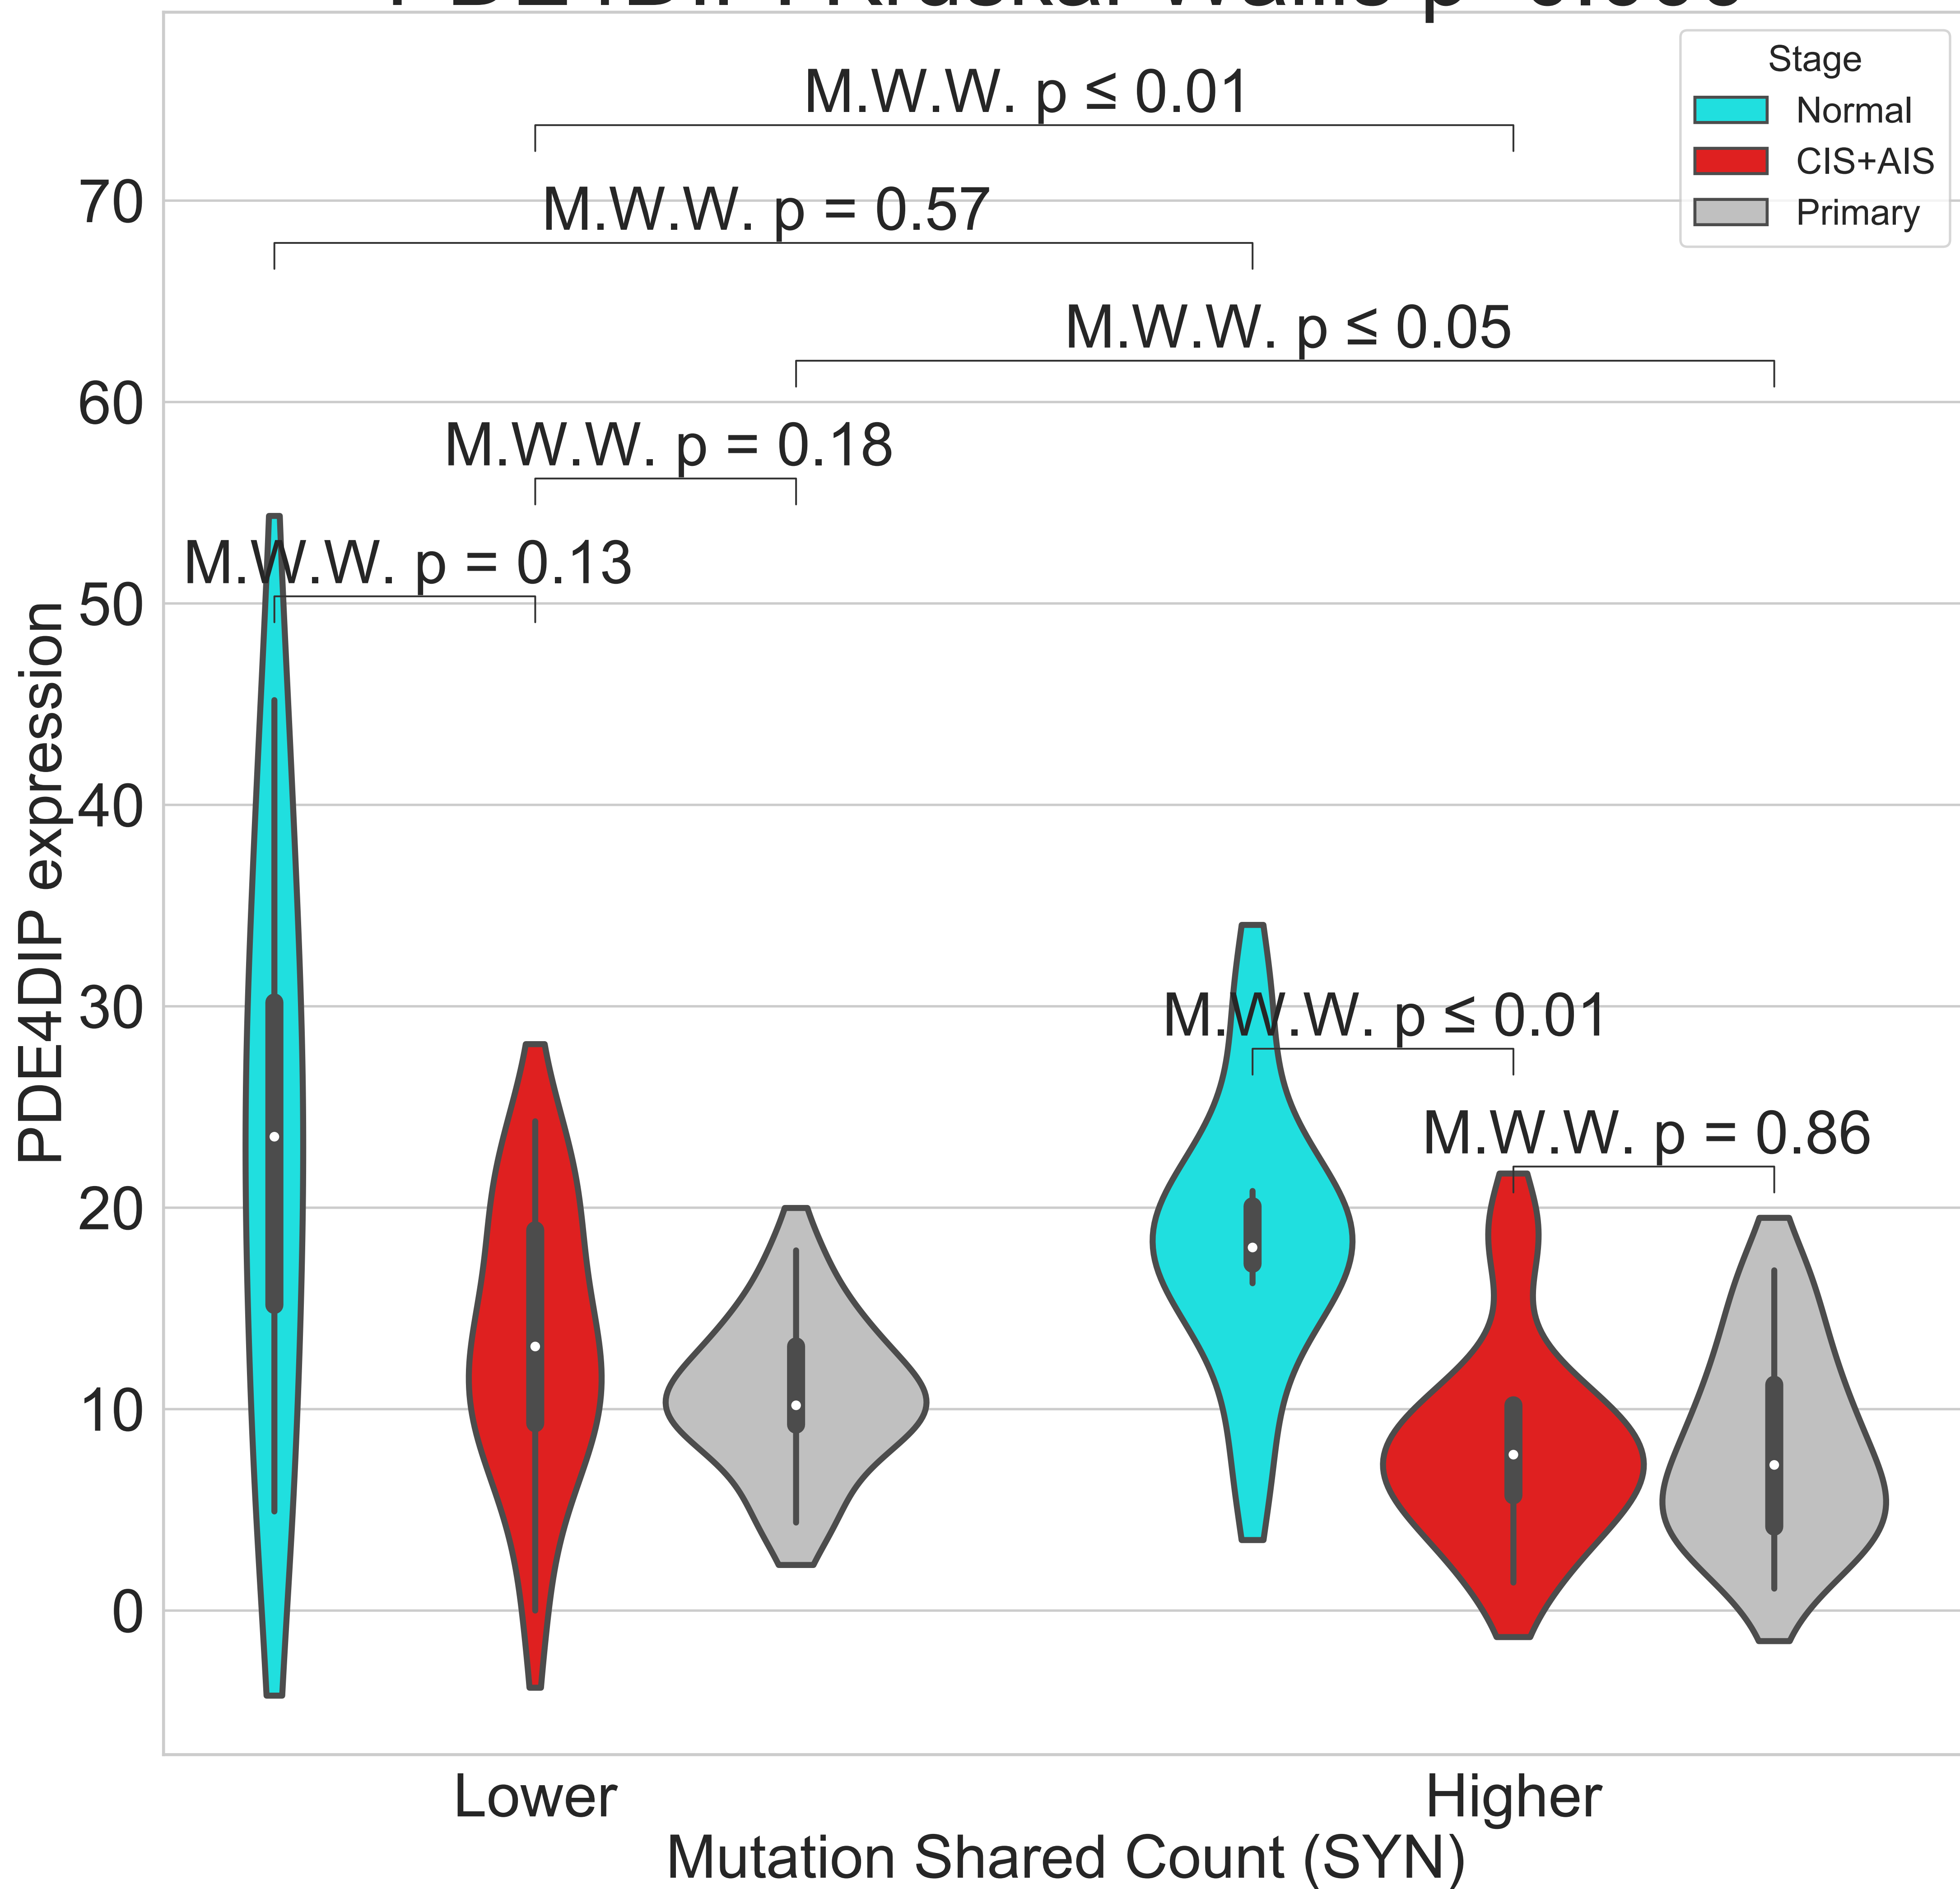 Stage
Normal
CIS+AIS
Primary
M.W.W. p ≤ 0.01
M.W.W. p = 0.57
M.W.W. p ≤ 0.05
M.W.W. p = 0.18
M.W.W. p = 0.13
M.W.W. p ≤ 0.01
M.W.W. p = 0.86
70
60
50
40
30
20
10
0
PDE4DIP expression
Lower
Higher
Mutation Shared Count (SYN)